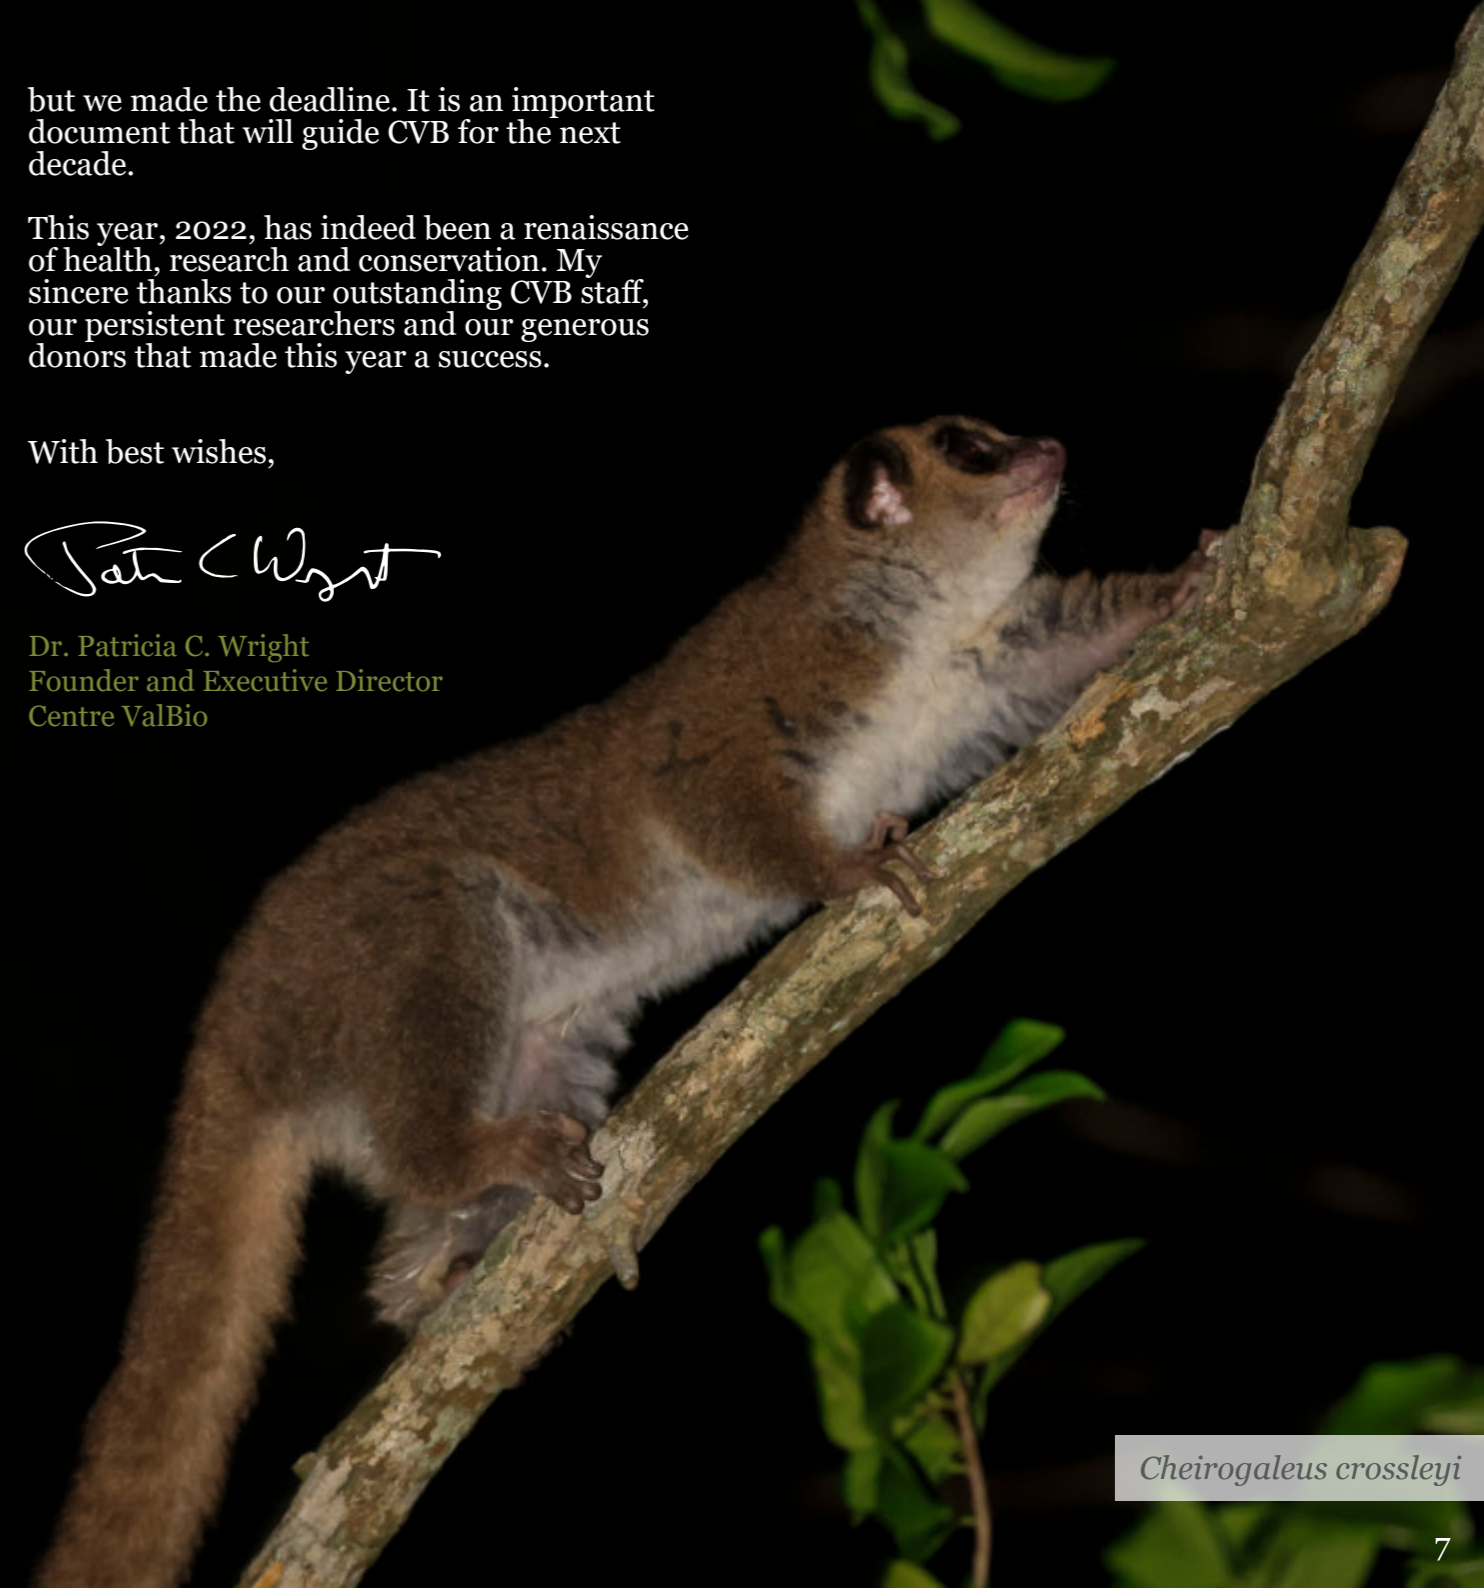 but we made the deadline. It is an important
document that will guide CVB for the next
decade.
This year, 2022, has indeed been a renaissance
of health, research and conservation. My
sincere thanks to our outstanding CVB staff,
our persistent researchers and our generous
donors that made this year a success.
With best wishes,
Patri C Wright
Dr. Patricia C. Wright
Founder and Executive Director
Centre ValBio
Cheirogaleus crossleyi
7